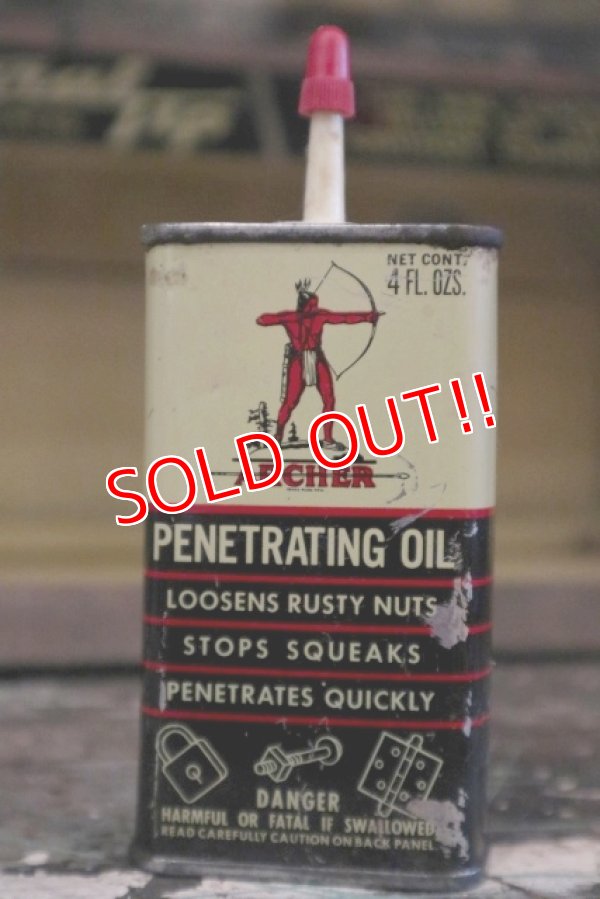 NET CONT.
4 FL. OZS.
SOLD OUT!!
ARCHER
PENETRATING OIL
LOOSENS RUSTY NUTS
STOPS SQUEAKS
PENETRATES QUICKLY
DANGER
HARMFUL OR FATAL IF SWALLOWED
READ CAREFULLY CAUTION ON BACK PANEL